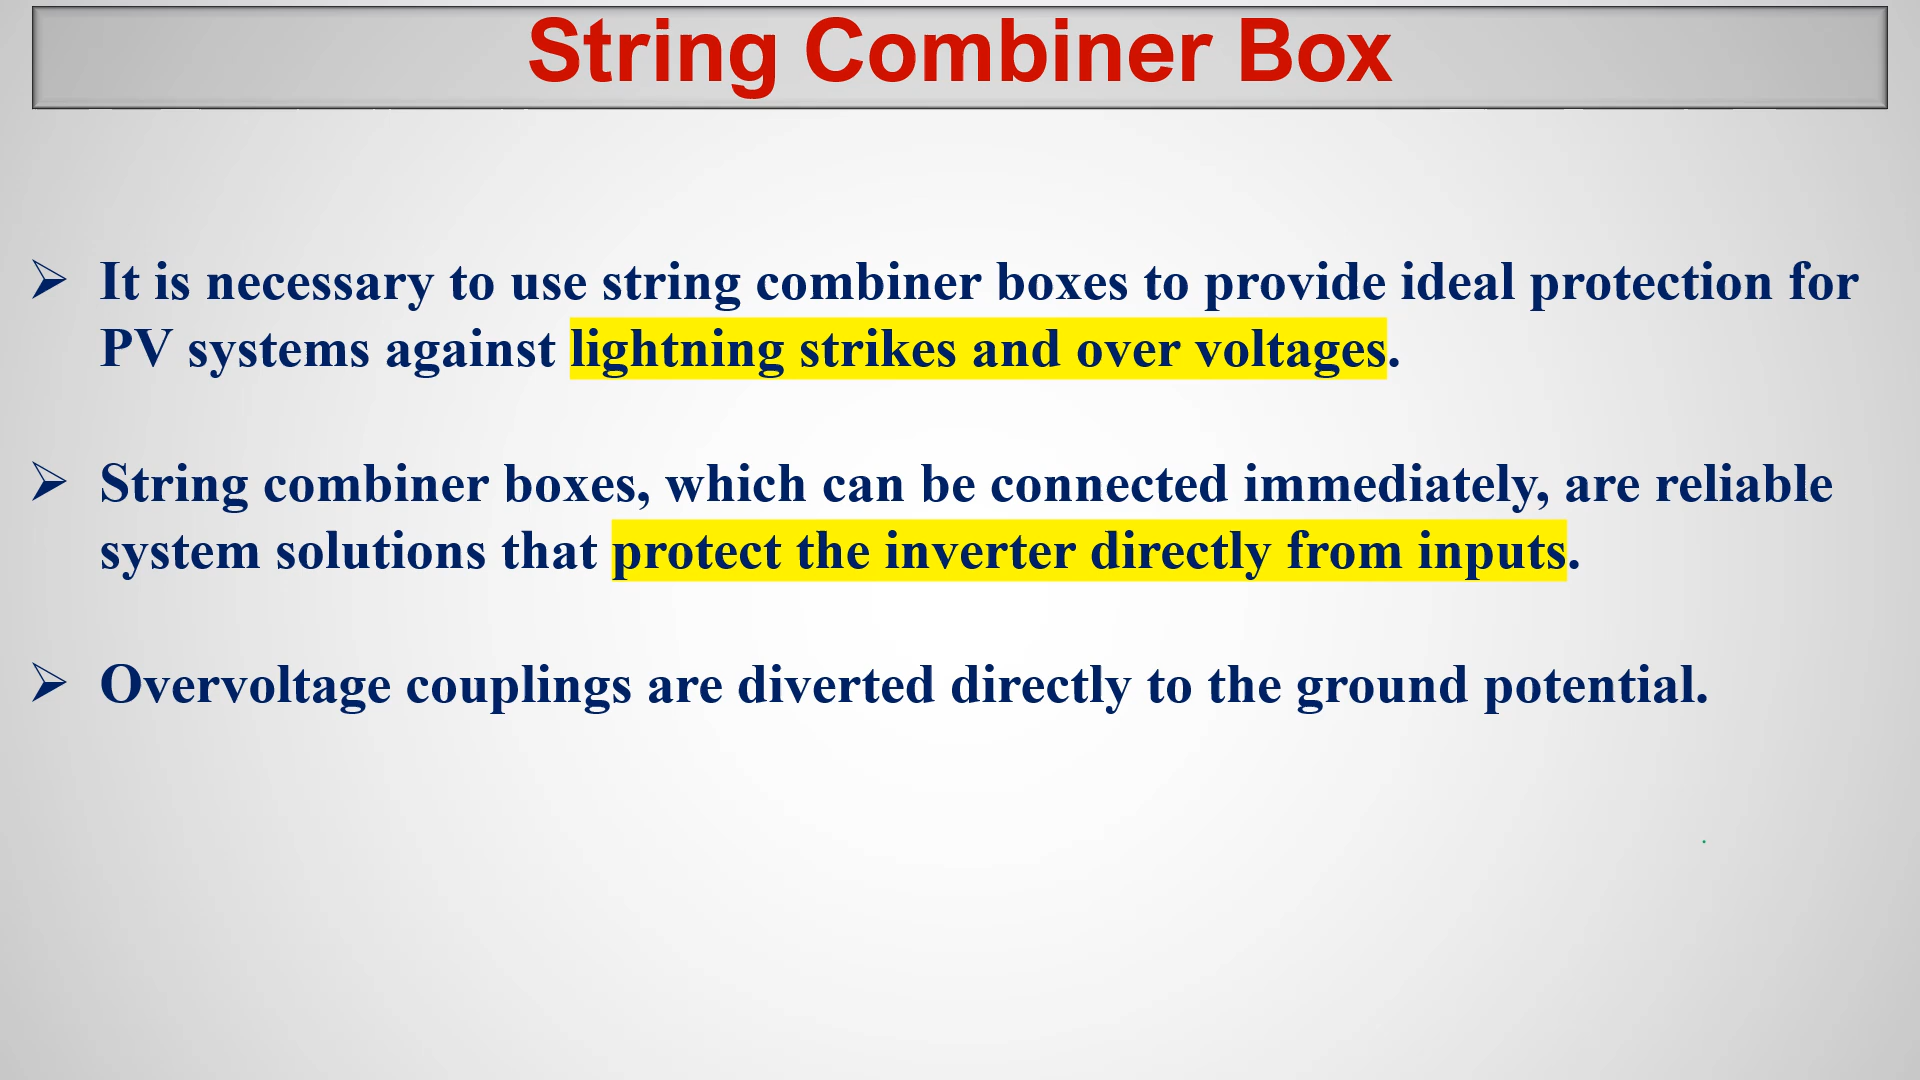 String Combiner Box
➢ It is necessary to use string combiner boxes to provide ideal protection for
PV systems against lightning strikes and over voltages.
➢ String combiner boxes, which can be connected immediately, are reliable
system solutions that protect the inverter directly from inputs.
➢ Overvoltage couplings are diverted directly to the ground potential.